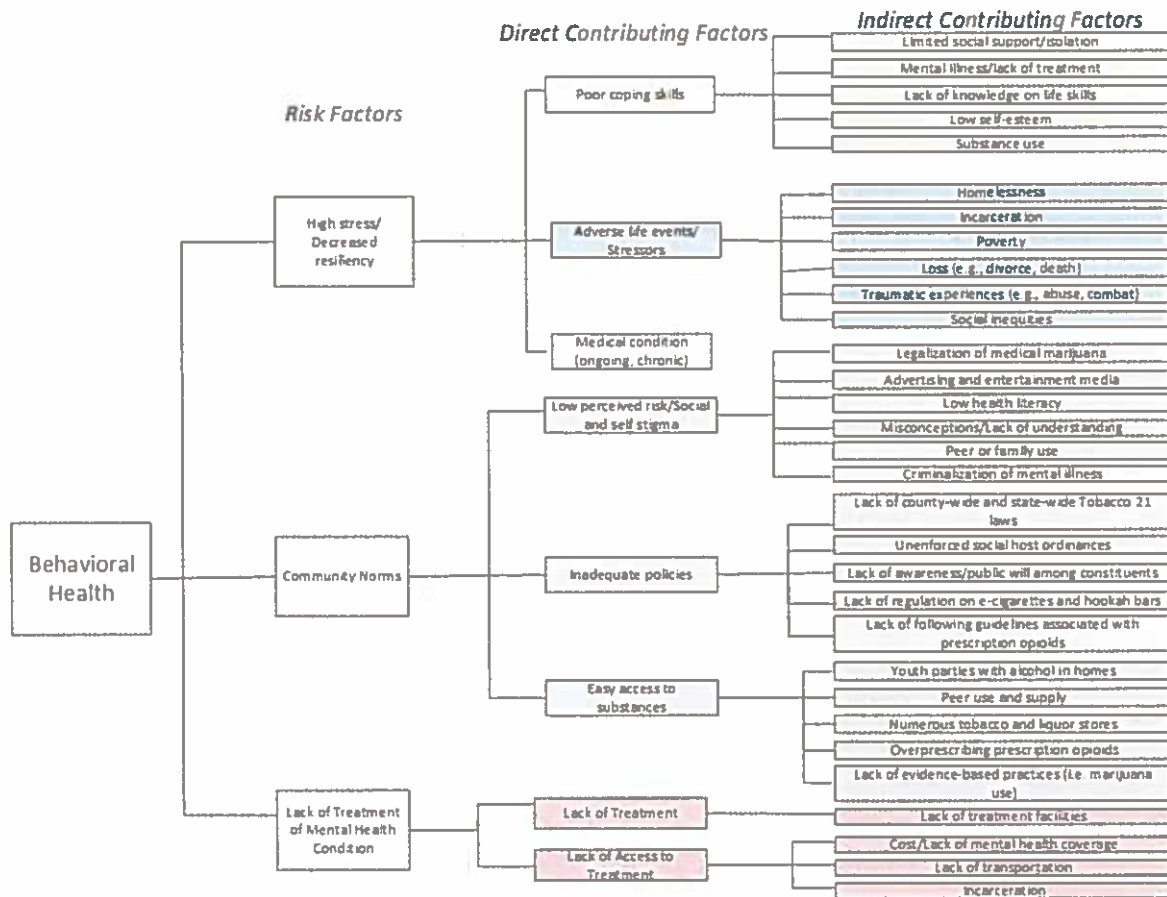 Direct Contributing Factors
Indirect Contributing Factors
Risk Factors
Behavioral
Health
High stress/
Decreased
resiliency
Poor coping skills
Limited social support/isolation
Mental illness/lack of treatment
Lack of knowledge on life skills
Low self-esteem
Substance use
Adverse life events/
Stressors
Homelessness
Incarceration
Poverty
Loss (e.g., divorce, death)
Traumatic experiences (e.g., abuse, combat)
Social inequities
Medical condition
(ongoing, chronic)
Community Norms
Low perceived risk/Social
and self stigma
Legalization of medical marijuana
Advertising and entertainment media
Low health literacy
Misconceptions/Lack of understanding
Peer or family use
Criminalization of mental illness
Inadequate policies
Lack of county-wide and state-wide Tobacco 21
laws
Unenforced social host ordinances
Lack of awareness/public will among constituents
Lack of regulation on e-cigarettes and hookah bars
Lack of following guidelines associated with
prescription opioids
Easy access to
substances
Youth parties with alcohol in homes
Peer use and supply
Numerous tobacco and liquor stores
Overprescribing prescription opioids
Lack of evidence-based practices (i.e. marijuana
use)
Lack of Treatment
of Mental Health
Condition
Lack of Treatment
Lack of treatment facilities
Lack of Access to
Treatment
Cost/Lack of mental health coverage
Lack of transportation
Incarceration